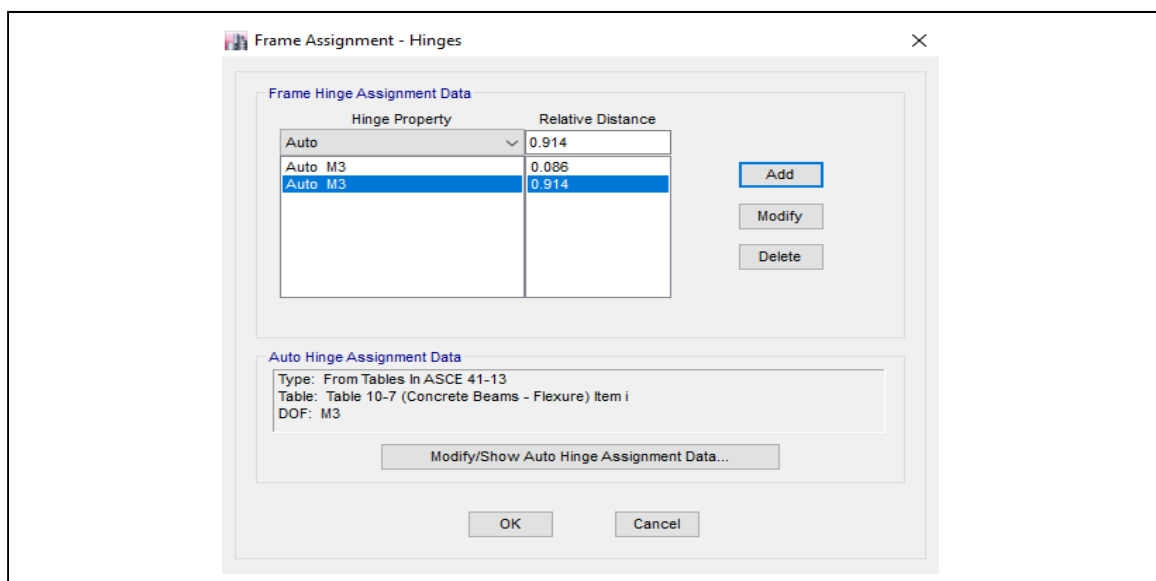 Frame Assignment - Hinges
Frame Hinge Assignment Data
Hinge Property Relative Distance
Auto 0.914
Auto M3 0.086
Auto M3 0.914
Add
Modify
Delete
Auto Hinge Assignment Data
Type: From Tables In ASCE 41-13
Table: Table 10-7 (Concrete Beams - Flexure) Item i
DOF: M3
Modify/Show Auto Hinge Assignment Data...
OK Cancel